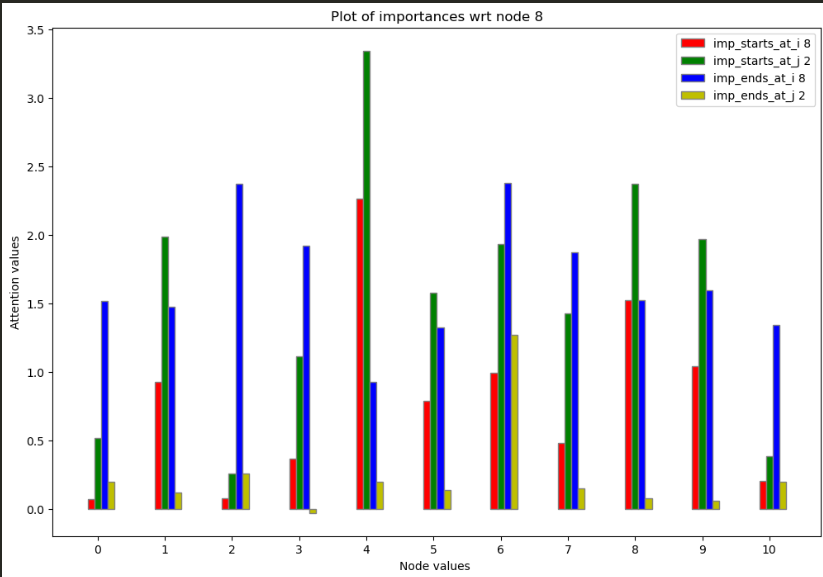 Plot of importances wrt node 8
imp_starts_at_i 8
imp_starts_at_j 2
imp_ends_at_i 8
imp_ends_at_j 2
3.5
3.0
2.5
2.0
1.5
1.0
0.5
0.0
Attention values
0 1 2 3 4 5 6 7 8 9 10
Node values